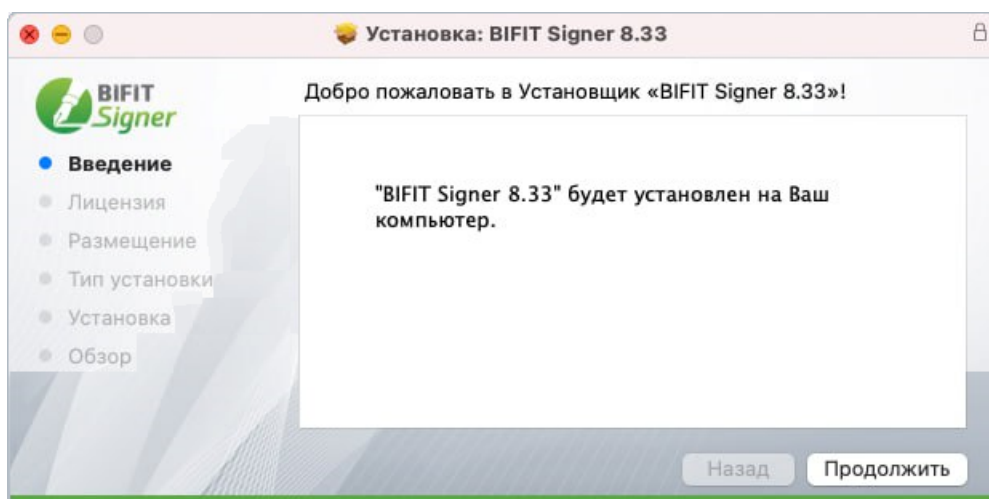 Установка: BIFIT Signer 8.33
BIFIT
Signer
Добро пожаловать в Установщик «BIFIT Signer 8.33»!
Введение
Лицензия
Размещение
Тип установки
Установка
Обзор
"BIFIT Signer 8.33" будет установлен на Ваш
компьютер.
Назад
Продолжить